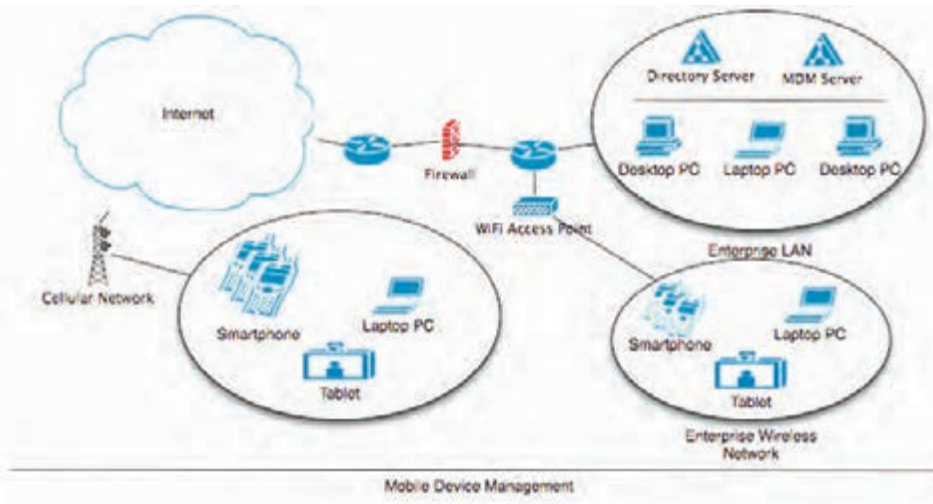 Directory Server
MDM Server
Internet
Desktop PC
Laptop PC
Desktop PC
Firewall
WiFi Access Point
Enterprise LAN
Cellular Network
Smartphone
Laptop PC
Tablet
Smartphone
Laptop PC
Tablet
Enterprise Wireless
Network
Mobile Device Management